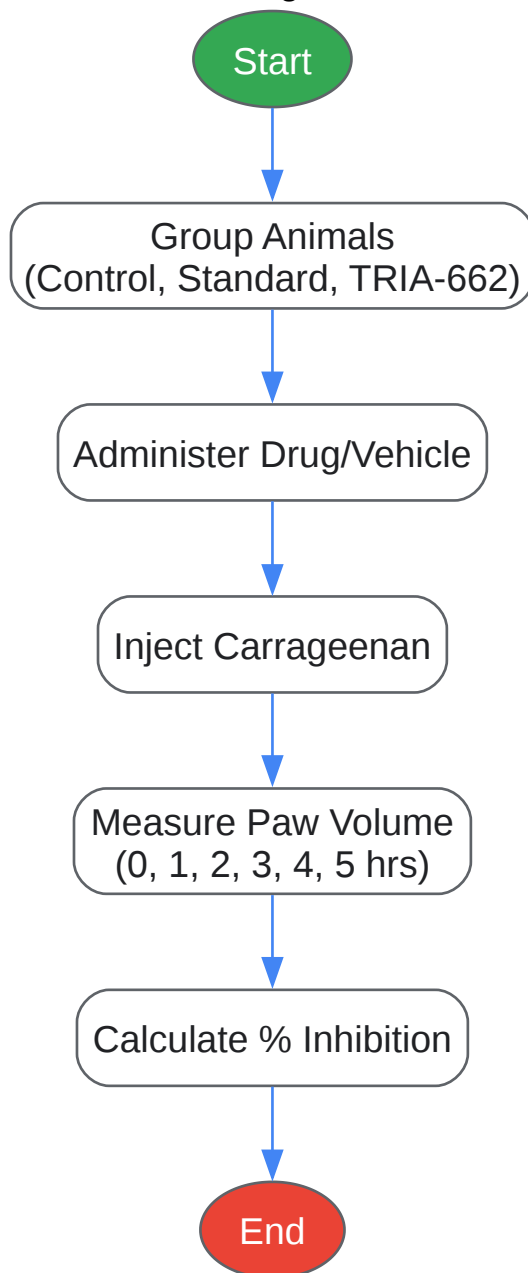 Start
Group Animals
(Control, Standard, TRIA-662)
Administer Drug/Vehicle
Inject Carrageenan
Measure Paw Volume
(0, 1, 2, 3, 4, 5 hrs)
Calculate % Inhibition
End